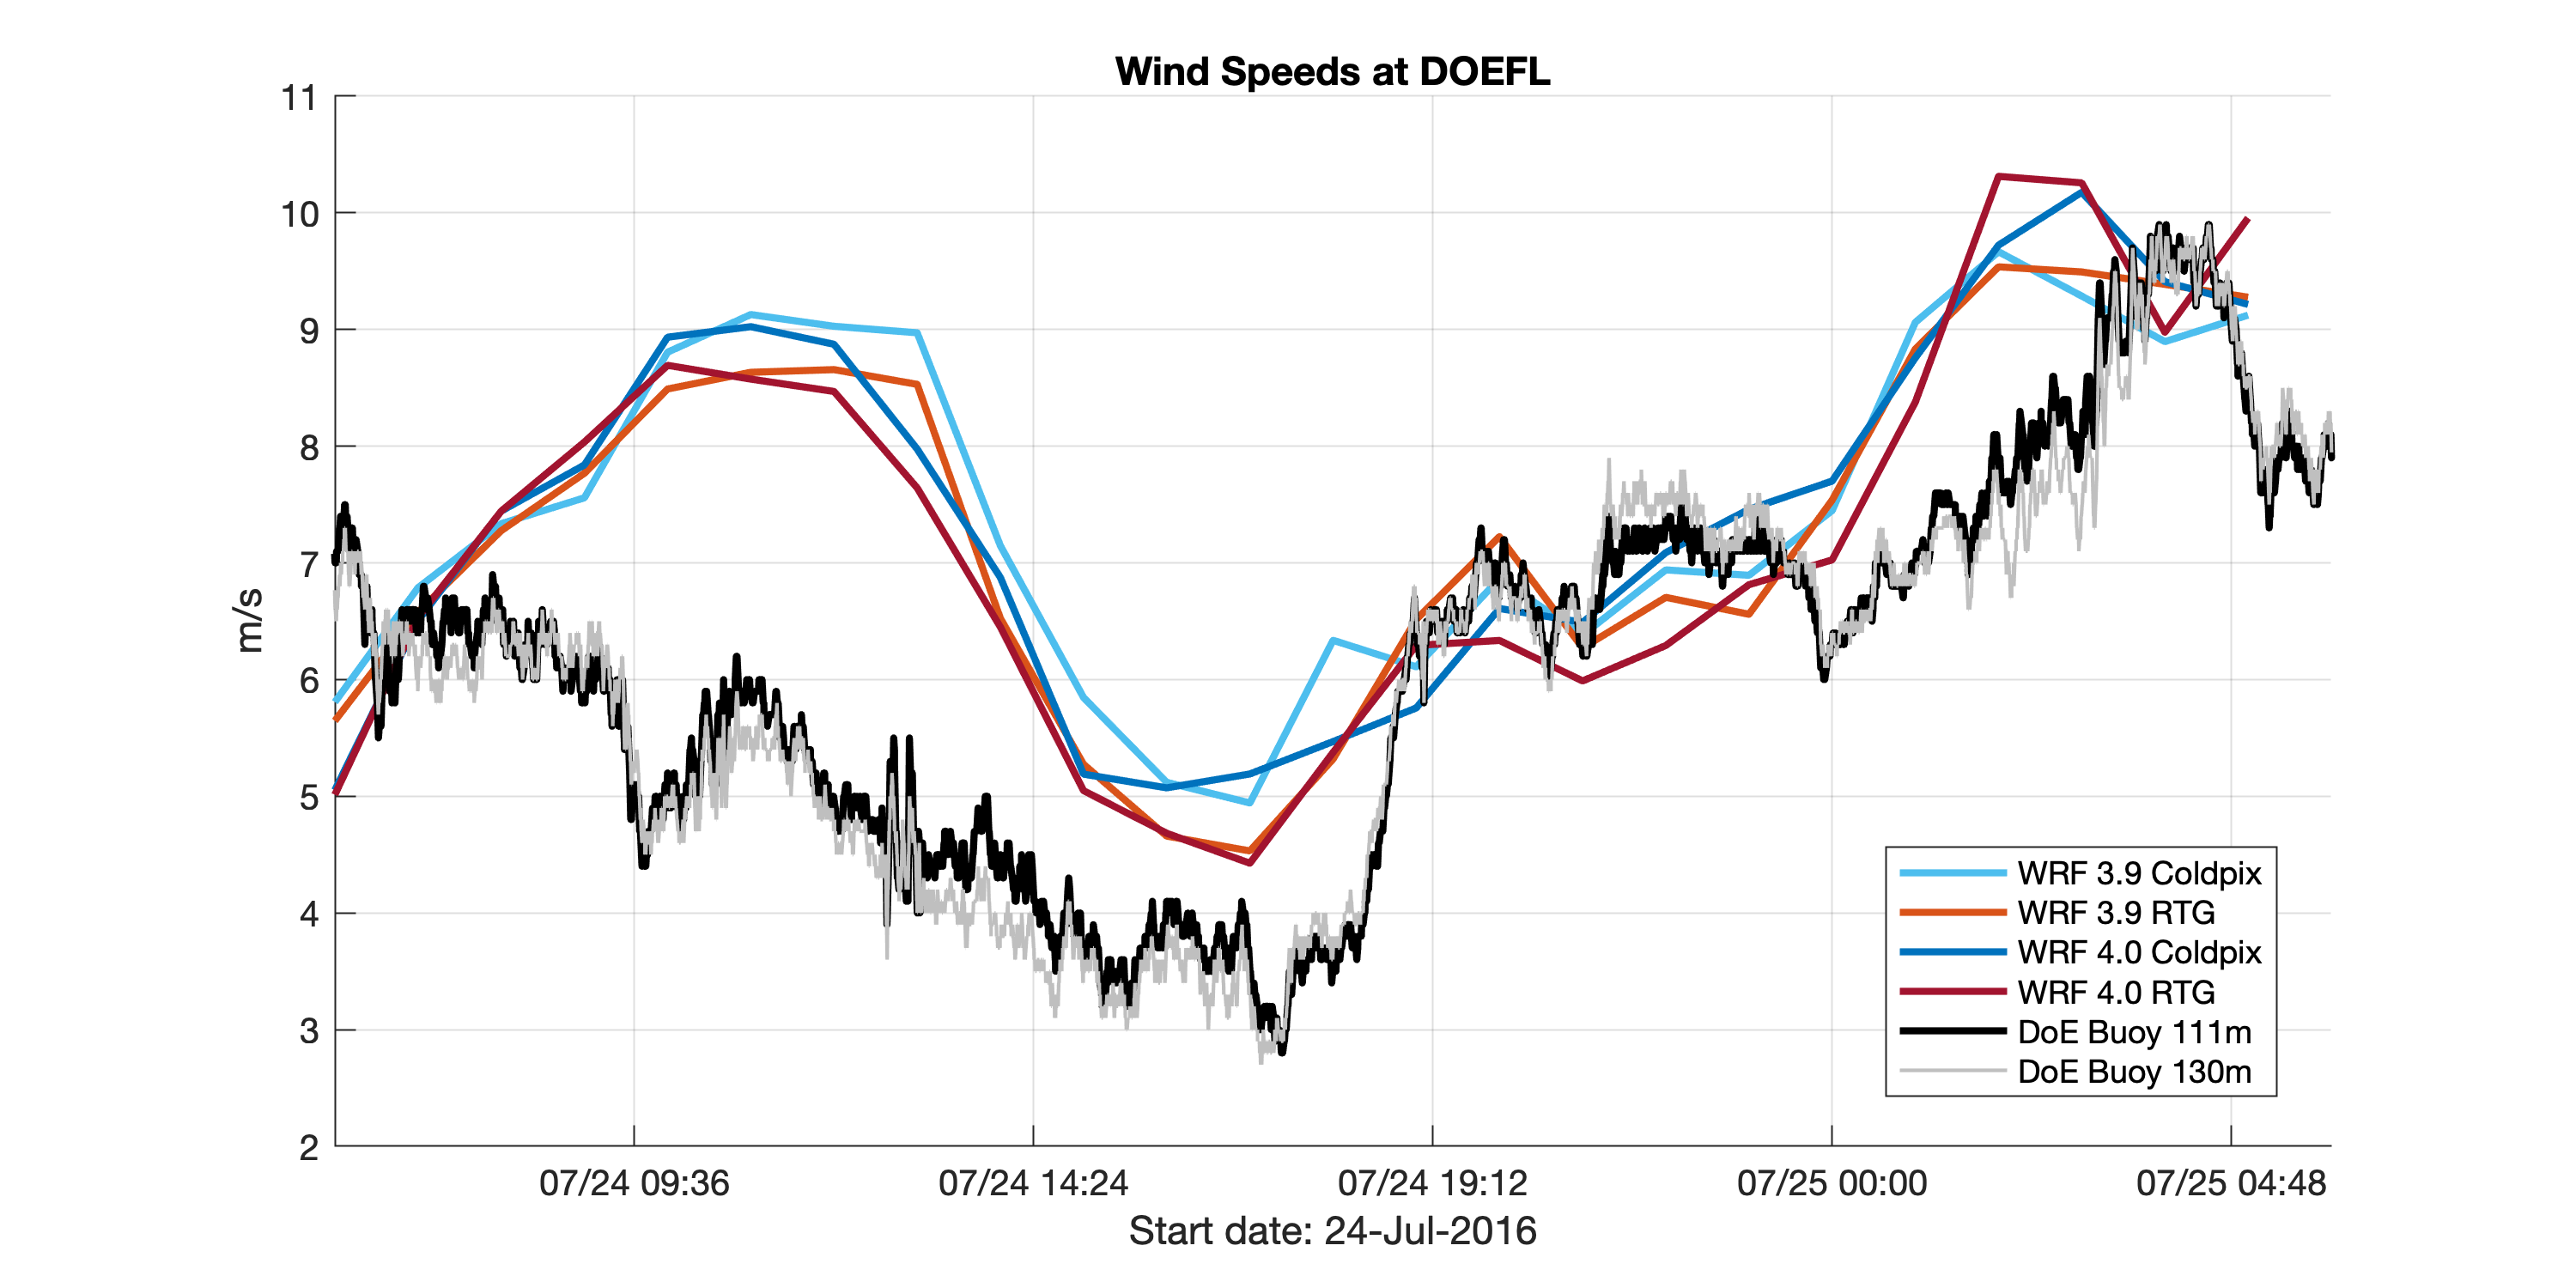 Wind Speeds at DOEFL
11
10
9
8
7
6
5
4
3
2
m/s
WRF 3.9 Coldpix
WRF 3.9 RTG
WRF 4.0 Coldpix
WRF 4.0 RTG
DoE Buoy 111m
DoE Buoy 130m
07/24 09:36 07/24 14:24 07/24 19:12 07/25 00:00 07/25 04:48
Start date: 24-Jul-2016